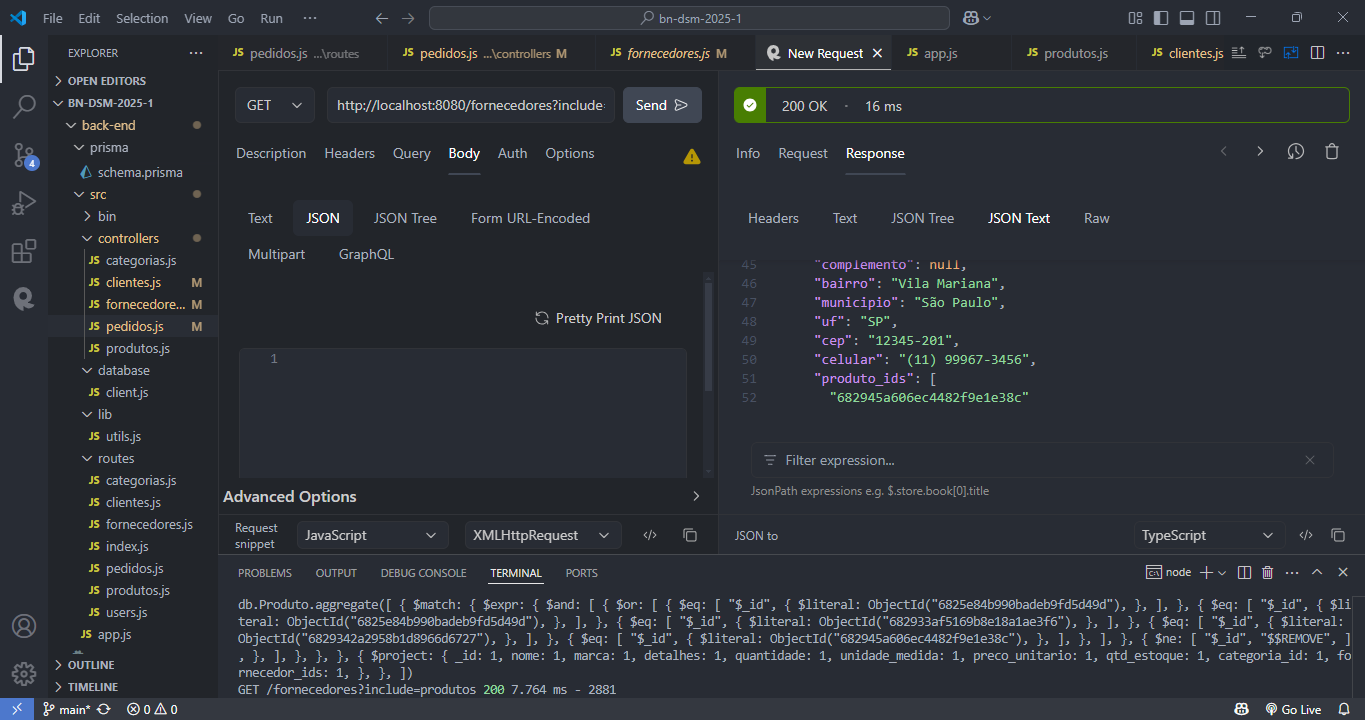 File Edit Selection View Go Run ··· bn-dsm-2025-1
EXPLORER ···
OPEN EDITORS
BN-DSM-2025-1
back-end
prisma
schema.prisma
src
bin
controllers
JS categorias.js
JS clientes.js M
JS fornecedore... M
JS pedidos.js M
JS produtos.js
database
JS client.js
lib
JS utils.js
routes
JS categorias.js
JS clientes.js
JS fornecedores.js
JS index.js
JS pedidos.js
JS produtos.js
JS users.js
JS app.js
OUTLINE
TIMELINE
4
JS pedidos.js ...\routes
JS pedidos.js ...\controllers M
JS fornecedores.js M
New Request
JS app.js
JS produtos.js
JS clientes.js
GET
http://localhost:8080/fornecedores?include=
Send
Description Headers Query Body Auth Options
Text JSON JSON Tree Form URL-Encoded
Multipart GraphQL
Pretty Print JSON
1
Advanced Options
Request snippet
JavaScript
XMLHttpRequest
200 OK · 16 ms
Info Request Response
Headers Text JSON Tree JSON Text Raw
45 "complemento": null,
46 "bairro": "Vila Mariana",
47 "municipio": "São Paulo",
48 "uf": "SP",
49 "cep": "12345-201",
50 "celular": "(11) 99967-3456",
51 "produto_ids": [
52 "682945a606ec4482f9e1e38c"
Filter expression...
JsonPath expressions e.g. $.store.book[0].title
JSON to
TypeScript
PROBLEMS OUTPUT DEBUG CONSOLE TERMINAL PORTS
node
db.Produto.aggregate([ { $match: { $expr: { $and: [ { $or: [ { $eq: [ "$_id", { $literal: ObjectId("6825e84b990badeb9fd5d49d"), }, ], }, { $eq: [ "$_id", { $li
teral: ObjectId("6825e84b990badeb9fd5d49d"), }, ], }, { $eq: [ "$_id", { $literal: ObjectId("682933af5169b8e18a1ae3f6"), }, ], }, { $eq: [ "$_id", { $literal:
ObjectId("6829342a2958b1d8966d6727"), }, ], }, { $eq: [ "$_id", { $literal: ObjectId("682945a606ec4482f9e1e38c"), }, ], }, ], }, { $ne: [ "$_id", "$$REMOVE", ]
, }, ], }, }, }, { $project: { _id: 1, nome: 1, marca: 1, detalhes: 1, quantidade: 1, unidade_medida: 1, preco_unitario: 1, qtd_estoque: 1, categoria_id: 1, fo
rnecedor_ids: 1, }, }, ])
GET /fornecedores?include=produtos 200 7.764 ms - 2881
main* 0 0
Go Live